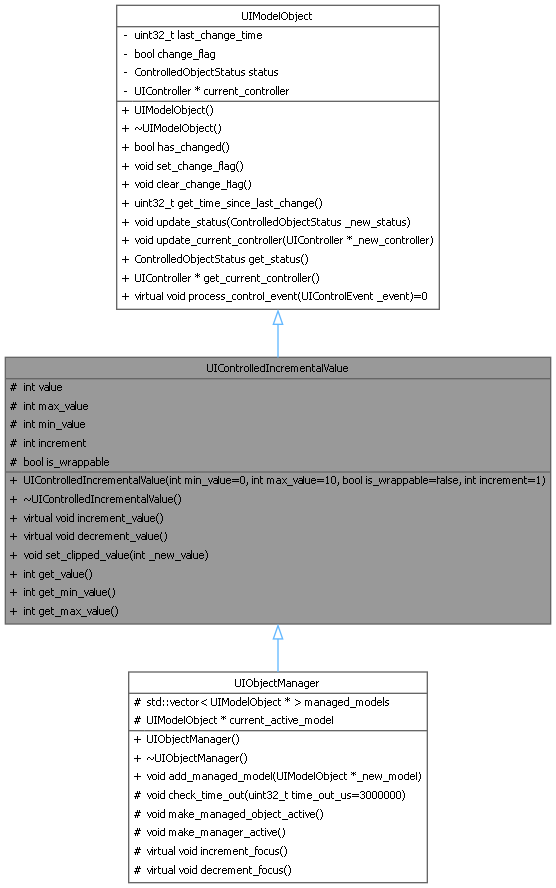 UIModelObject
- uint32_t last_change_time
- bool change_flag
- ControlledObjectStatus status
- UIController * current_controller
+ UIModelObject()
+ ~UIModelObject()
+ bool has_changed()
+ void set_change_flag()
+ void clear_change_flag()
+ uint32_t get_time_since_last_change()
+ void update_status(ControlledObjectStatus _new_status)
+ void update_current_controller(UIController *_new_controller)
+ ControlledObjectStatus get_status()
+ UIController * get_current_controller()
+ virtual void process_control_event(UIControlEvent _event)=0
UIControlledIncrementalValue
# int value
# int max_value
# int min_value
# int increment
# bool is_wrappable
+ UIControlledIncrementalValue(int min_value=0, int max_value=10, bool is_wrappable=false, int increment=1)
+ ~UIControlledIncrementalValue()
+ virtual void increment_value()
+ virtual void decrement_value()
+ void set_clipped_value(int _new_value)
+ int get_value()
+ int get_min_value()
+ int get_max_value()
UIObjectManager
# std::vector< UIModelObject * > managed_models
# UIModelObject * current_active_model
+ UIObjectManager()
+ ~UIObjectManager()
+ void add_managed_model(UIModelObject *_new_model)
# void check_time_out(uint32_t time_out_us=3000000)
# void make_managed_object_active()
# void make_manager_active()
# virtual void increment_focus()
# virtual void decrement_focus()